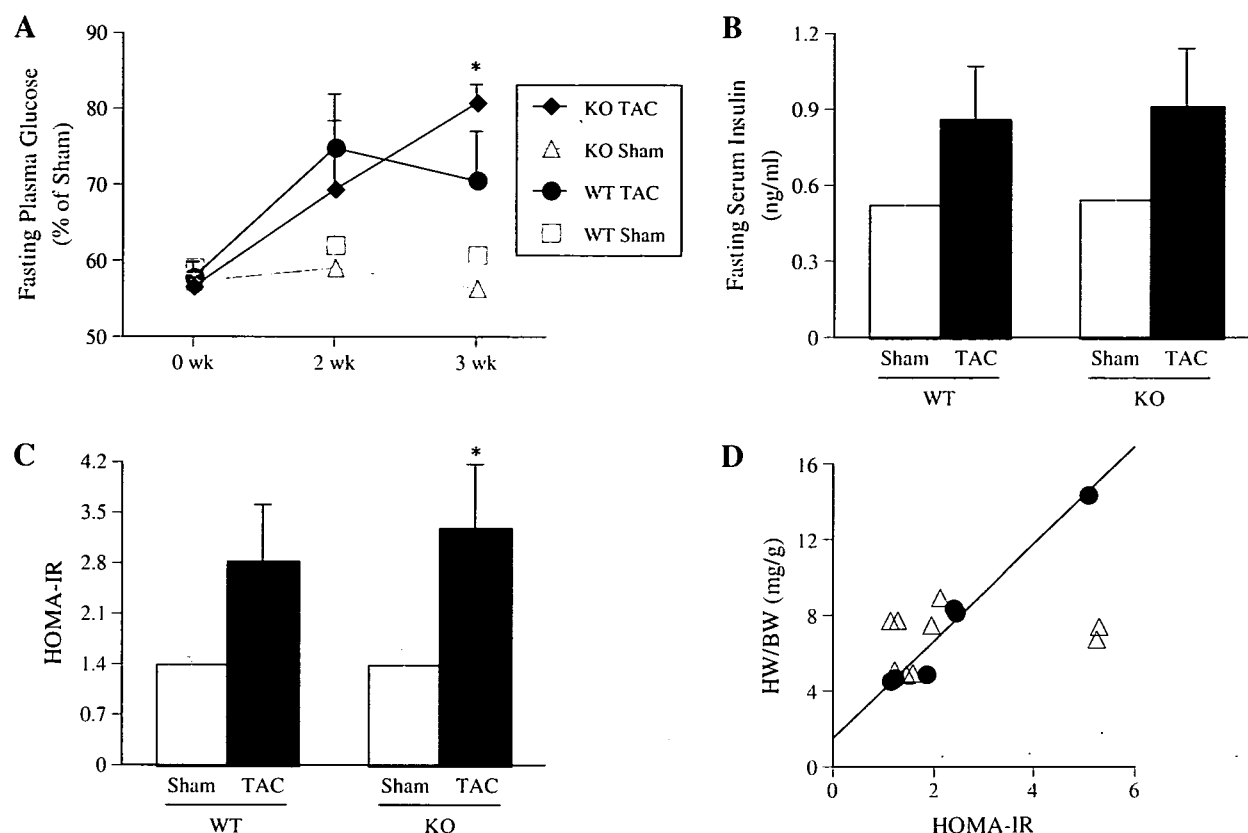 A
90
80
70
60
50
Fasting Plasma Glucose
(% of Sham)
*
0 wk
2 wk
3 wk
KO TAC
KO Sham
WT TAC
WT Sham
B
1.2
0.9
0.6
0.3
0
Fasting Serum Insulin
(ng/ml)
Sham TAC Sham TAC
WT KO
C
4.2
3.5
2.8
2.1
1.4
0.7
0
HOMA-IR
*
Sham TAC Sham TAC
WT KO
D
16
12
8
4
0
HW/BW (mg/g)
0 2 4 6
HOMA-IR